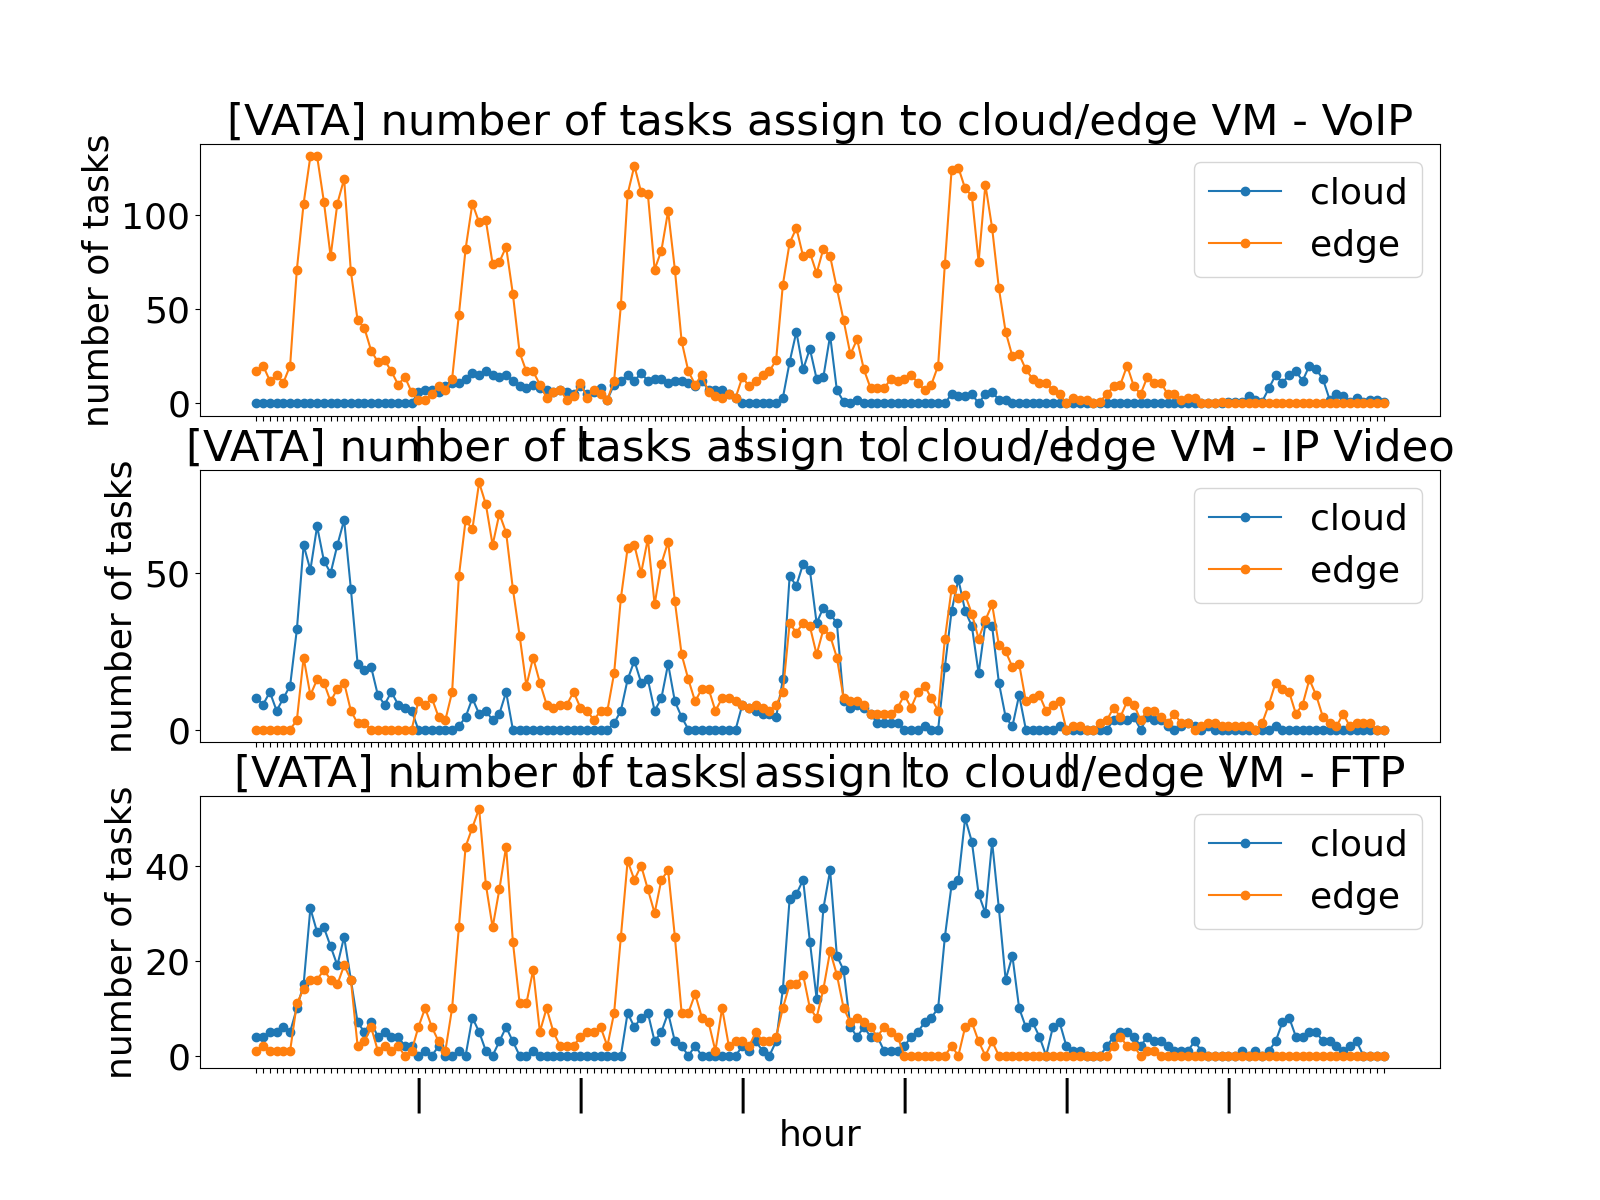 [VATA] number of tasks assign to cloud/edge VM - VoIP
number of tasks
100
50
0
cloud
edge
[VATA] number of tasks assign to cloud/edge VM - IP Video
number of tasks
50
0
cloud
edge
[VATA] number of tasks assign to cloud/edge VM - FTP
number of tasks
40
20
0
cloud
edge
| | | | | |
hour